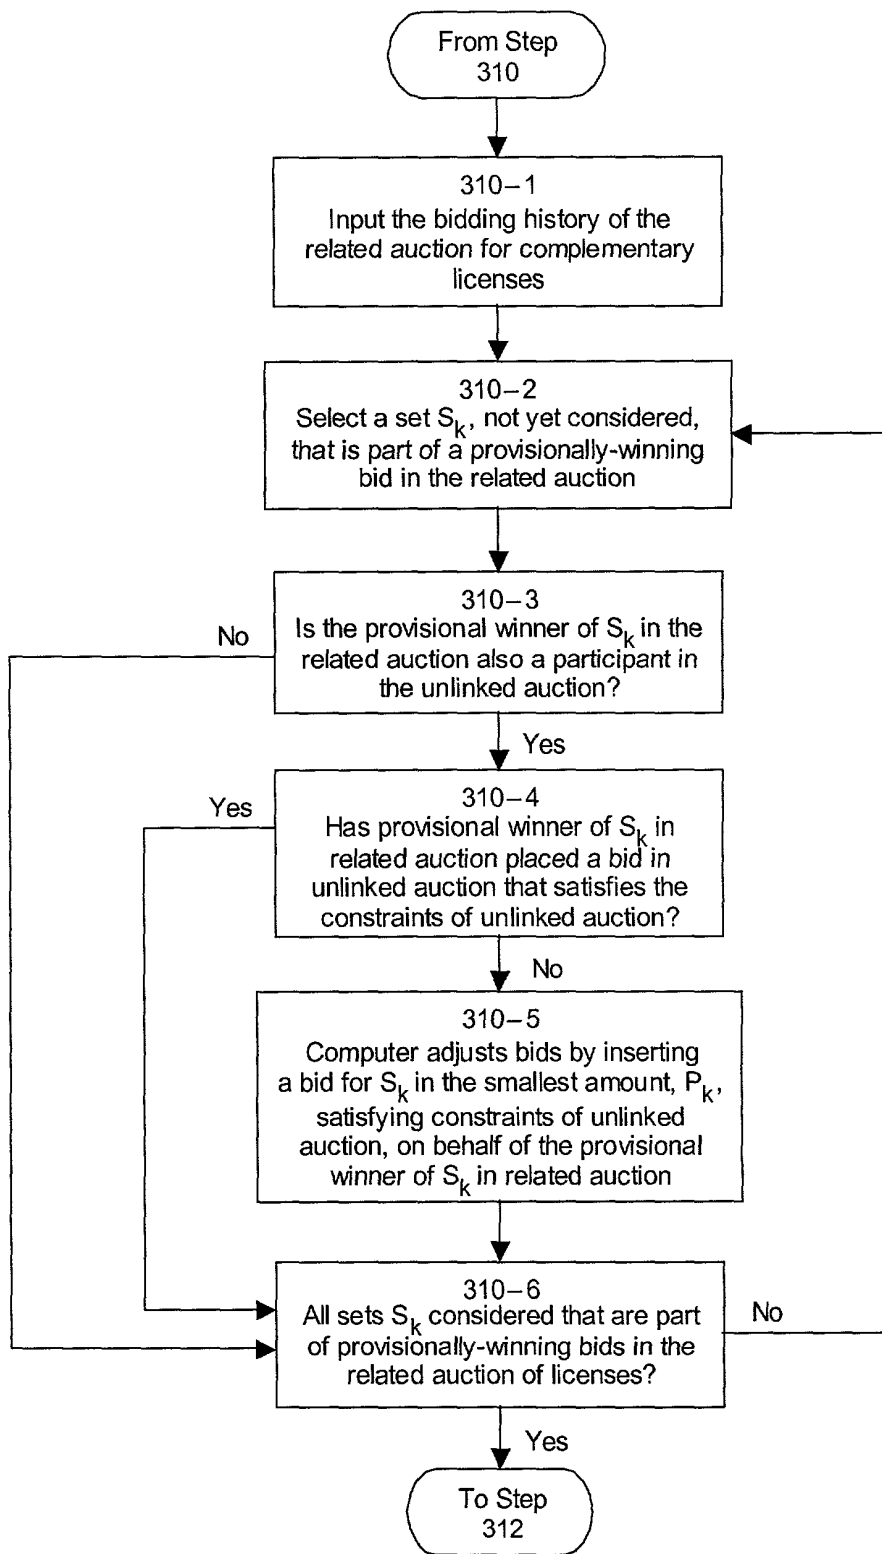 From Step
310
310–1
Input the bidding history of the
related auction for complementary
licenses
310–2
Select a set Sk, not yet considered,
that is part of a provisionally-winning
bid in the related auction
310–3
Is the provisional winner of Sk in the
related auction also a participant in
the unlinked auction?
No
Yes
310–4
Has provisional winner of Sk in
related auction placed a bid in
unlinked auction that satisfies the
constraints of unlinked auction?
Yes
No
310–5
Computer adjusts bids by inserting
a bid for Sk in the smallest amount, Pk,
satisfying constraints of unlinked
auction, on behalf of the provisional
winner of Sk in related auction
310–6
All sets Sk considered that are part
of provisionally-winning bids in the
related auction of licenses?
No
Yes
To Step
312